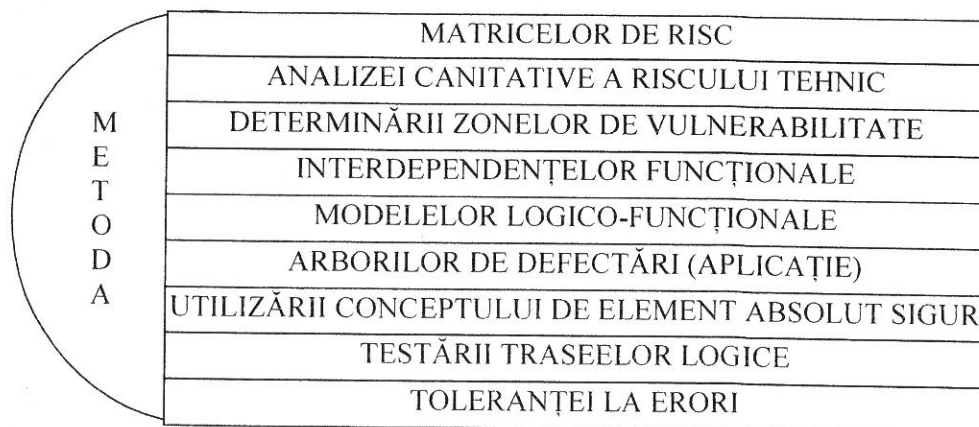 METODA
MATRICELOR DE RISC
ANALIZEI CANITATIVE A RISCULUI TEHNIC
DETERMINĂRII ZONELOR DE VULNERABILITATE
INTERDEPENDENȚELOR FUNCȚIONALE
MODELELOR LOGICO-FUNCȚIONALE
ARBORILOR DE DEFECTĂRI (APLICAȚIE)
UTILIZĂRII CONCEPTULUI DE ELEMENT ABSOLUT SIGUR
TESTĂRII TRASEELOR LOGICE
TOLERANȚEI LA ERORI